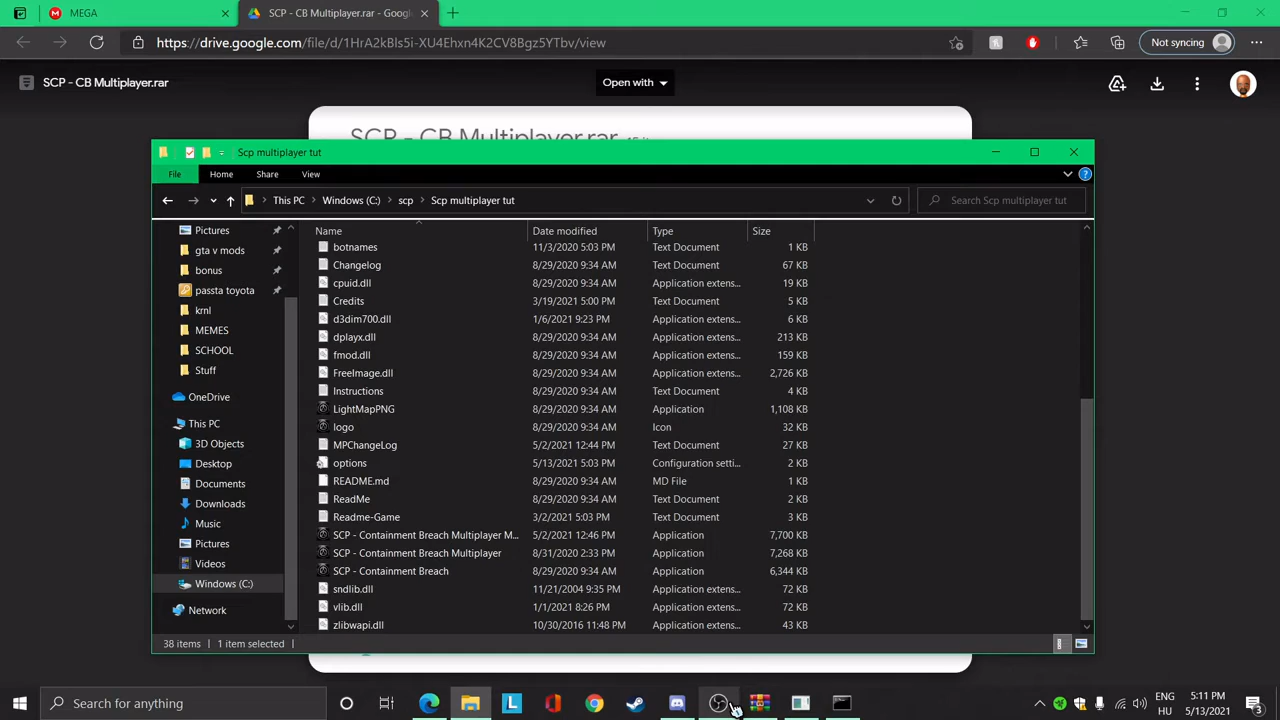 MEGA
SCP - CB Multiplayer.rar - Googl
https://drive.google.com/file/d/1HrA2kBls5i-XU4Ehxn4K2CV8Bgz5YTbv/view
Not syncing
SCP - CB Multiplayer.rar
Open with
SCP - CB Multiplayer.rar
Scp multiplayer tut
File Home Share View
This PC > Windows (C:) > scp > Scp multiplayer tut
Search Scp multiplayer tut
Name Date modified Type Size
Pictures
gta v mods
bonus
passta toyota
krnl
MEMES
SCHOOL
Stuff
OneDrive
This PC
3D Objects
Desktop
Documents
Downloads
Music
Pictures
Videos
Windows (C:)
Network
botnames 11/3/2020 5:03 PM Text Document 1 KB
Changelog 8/29/2020 9:34 AM Text Document 67 KB
cpuid.dll 8/29/2020 9:34 AM Application extens... 19 KB
Credits 3/19/2021 5:00 PM Text Document 5 KB
d3dim700.dll 1/6/2021 9:23 PM Application extens... 6 KB
dplayx.dll 8/29/2020 9:34 AM Application extens... 213 KB
fmod.dll 8/29/2020 9:34 AM Application extens... 159 KB
FreeImage.dll 8/29/2020 9:34 AM Application extens... 2,726 KB
Instructions 8/29/2020 9:34 AM Text Document 4 KB
LightMapPNG 8/29/2020 9:34 AM Application 1,108 KB
logo 8/29/2020 9:34 AM Icon 32 KB
MPChangeLog 5/2/2021 12:44 PM Text Document 27 KB
options 5/13/2021 5:03 PM Configuration setti... 2 KB
README.md 8/29/2020 9:34 AM MD File 1 KB
ReadMe 8/29/2020 9:34 AM Text Document 2 KB
Readme-Game 3/2/2021 5:03 PM Text Document 3 KB
SCP - Containment Breach Multiplayer M... 5/2/2021 12:46 PM Application 7,700 KB
SCP - Containment Breach Multiplayer 8/31/2020 2:33 PM Application 7,268 KB
SCP - Containment Breach 8/29/2020 9:34 AM Application 6,344 KB
sndlib.dll 11/21/2004 9:35 PM Application extens... 72 KB
vlib.dll 1/1/2021 8:26 PM Application extens... 72 KB
zlibwapi.dll 10/30/2016 11:48 PM Application extens... 43 KB
38 items 1 item selected
Search for anything
ENG
HU
5:11 PM
5/13/2021